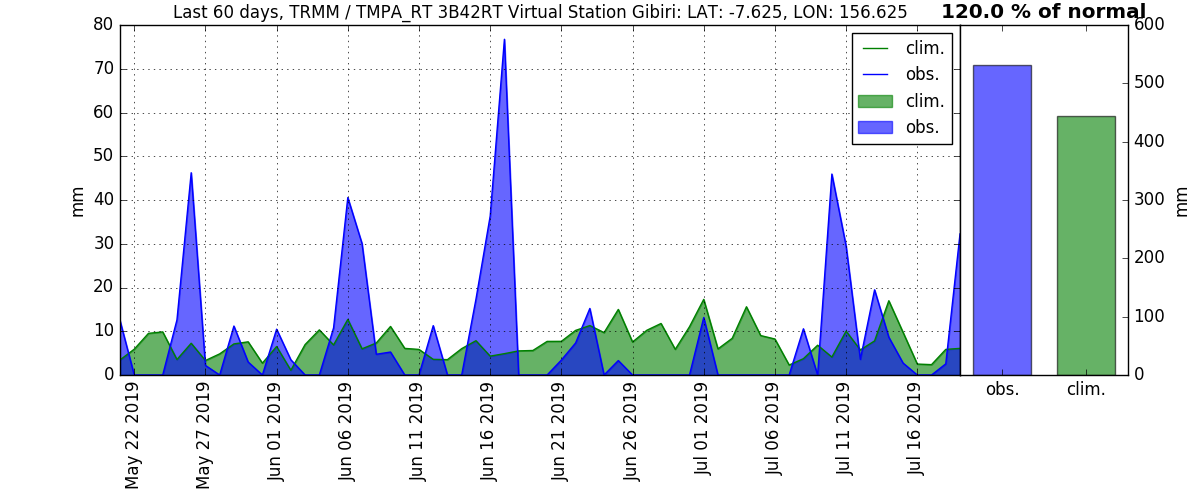 Last 60 days, TRMM / TMPA_RT 3B42RT Virtual Station Gibiri: LAT: -7.625, LON: 156.625
120.0 % of normal
80
70
60
50
40
30
20
10
0
mm
clim.
obs.
clim.
obs.
May 22 2019
May 27 2019
Jun 01 2019
Jun 06 2019
Jun 11 2019
Jun 16 2019
Jun 21 2019
Jun 26 2019
Jul 01 2019
Jul 06 2019
Jul 11 2019
Jul 16 2019
600
500
400
300
200
100
0
mm
obs.
clim.